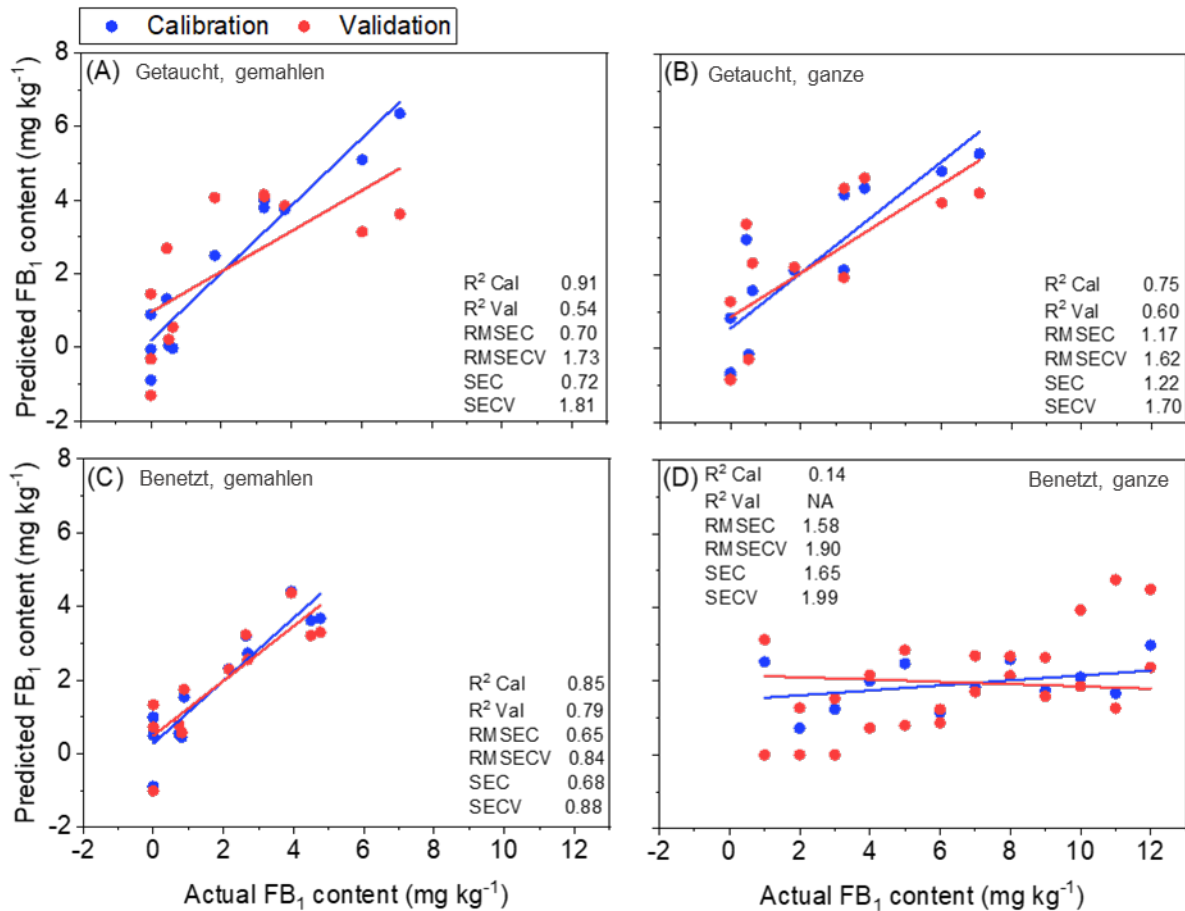 Calibration Validation
(A) Getaucht, gemahlen
8
6
4
2
0
-2
Predicted FB₁ content (mg kg⁻¹)
R² Cal 0.91
R² Val 0.54
RMSEC 0.70
RMSECV 1.73
SEC 0.72
SECV 1.81
(B) Getaucht, ganze
R² Cal 0.75
R² Val 0.60
RMSEC 1.17
RMSECV 1.62
SEC 1.22
SECV 1.70
(C) Benetzt, gemahlen
8
6
4
2
0
-2
Predicted FB₁ content (mg kg⁻¹)
R² Cal 0.85
R² Val 0.79
RMSEC 0.65
RMSECV 0.84
SEC 0.68
SECV 0.88
0 2 4 6 8 10 12
Actual FB₁ content (mg kg⁻¹)
(D) Benetzt, ganze
R² Cal 0.14
R² Val NA
RMSEC 1.58
RMSECV 1.90
SEC 1.65
SECV 1.99
-2 0 2 4 6 8 10 12
Actual FB₁ content (mg kg⁻¹)